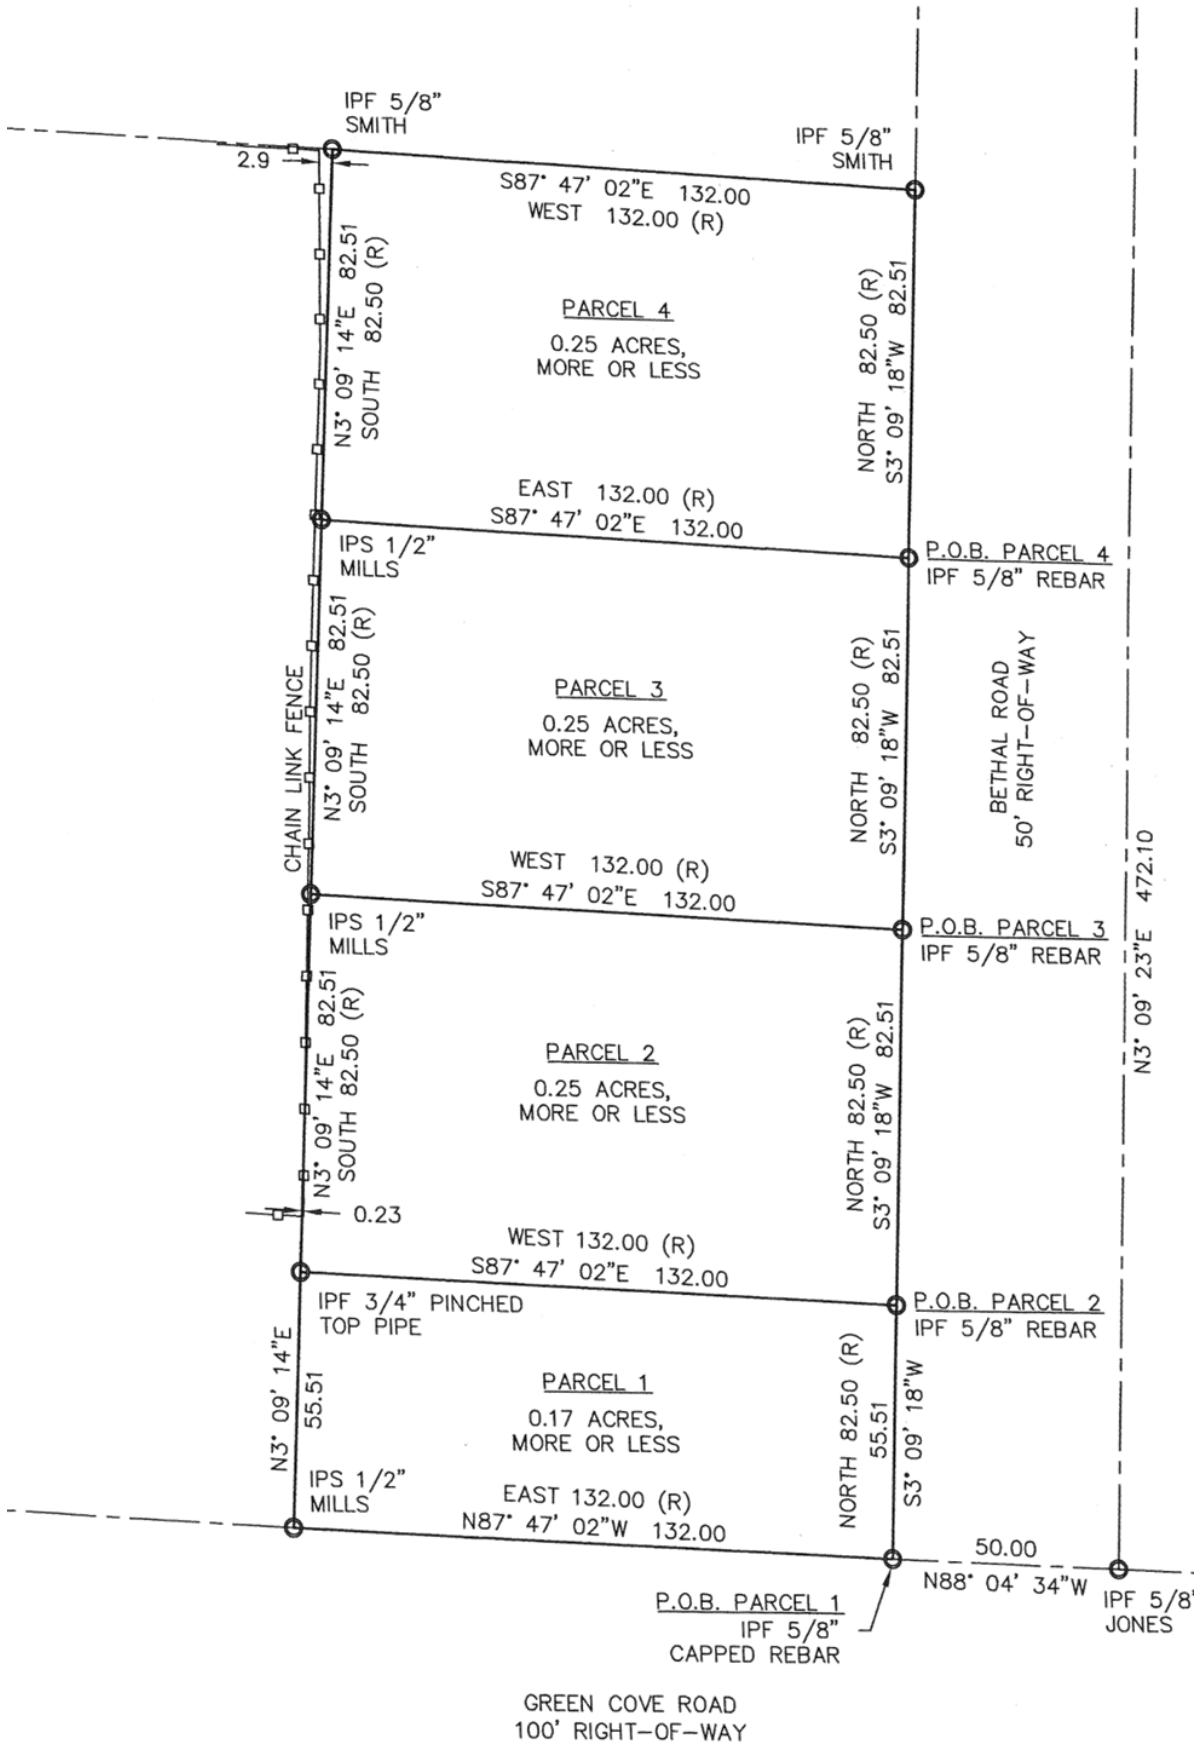 IPF 5/8"
SMITH
IPF 5/8"
SMITH
2.9
S87° 47' 02"E 132.00
WEST 132.00 (R)
N3° 09' 14"E 82.51
SOUTH 82.50 (R)
PARCEL 4
0.25 ACRES,
MORE OR LESS
NORTH 82.50 (R)
S3° 09' 18"W 82.51
EAST 132.00 (R)
S87° 47' 02"E 132.00
IPS 1/2"
MILLS
P.O.B. PARCEL 4
IPF 5/8" REBAR
CHAIN LINK FENCE
N3° 09' 14"E 82.51
SOUTH 82.50 (R)
PARCEL 3
0.25 ACRES,
MORE OR LESS
NORTH 82.50 (R)
S3° 09' 18"W 82.51
BETHAL ROAD
50' RIGHT-OF-WAY
N3° 09' 23"E 472.10
WEST 132.00 (R)
S87° 47' 02"E 132.00
IPS 1/2"
MILLS
P.O.B. PARCEL 3
IPF 5/8" REBAR
N3° 09' 14"E 82.51
SOUTH 82.50 (R)
PARCEL 2
0.25 ACRES,
MORE OR LESS
NORTH 82.50 (R)
S3° 09' 18"W 82.51
0.23
WEST 132.00 (R)
S87° 47' 02"E 132.00
IPF 3/4" PINCHED
TOP PIPE
P.O.B. PARCEL 2
IPF 5/8" REBAR
N3° 09' 14"E
55.51
PARCEL 1
0.17 ACRES,
MORE OR LESS
NORTH 82.50 (R)
55.51
S3° 09' 18"W
IPS 1/2"
MILLS
EAST 132.00 (R)
N87° 47' 02"W 132.00
50.00
N88° 04' 34"W
IPF 5/8"
JONES
P.O.B. PARCEL 1
IPF 5/8"
CAPPED REBAR
GREEN COVE ROAD
100' RIGHT-OF-WAY